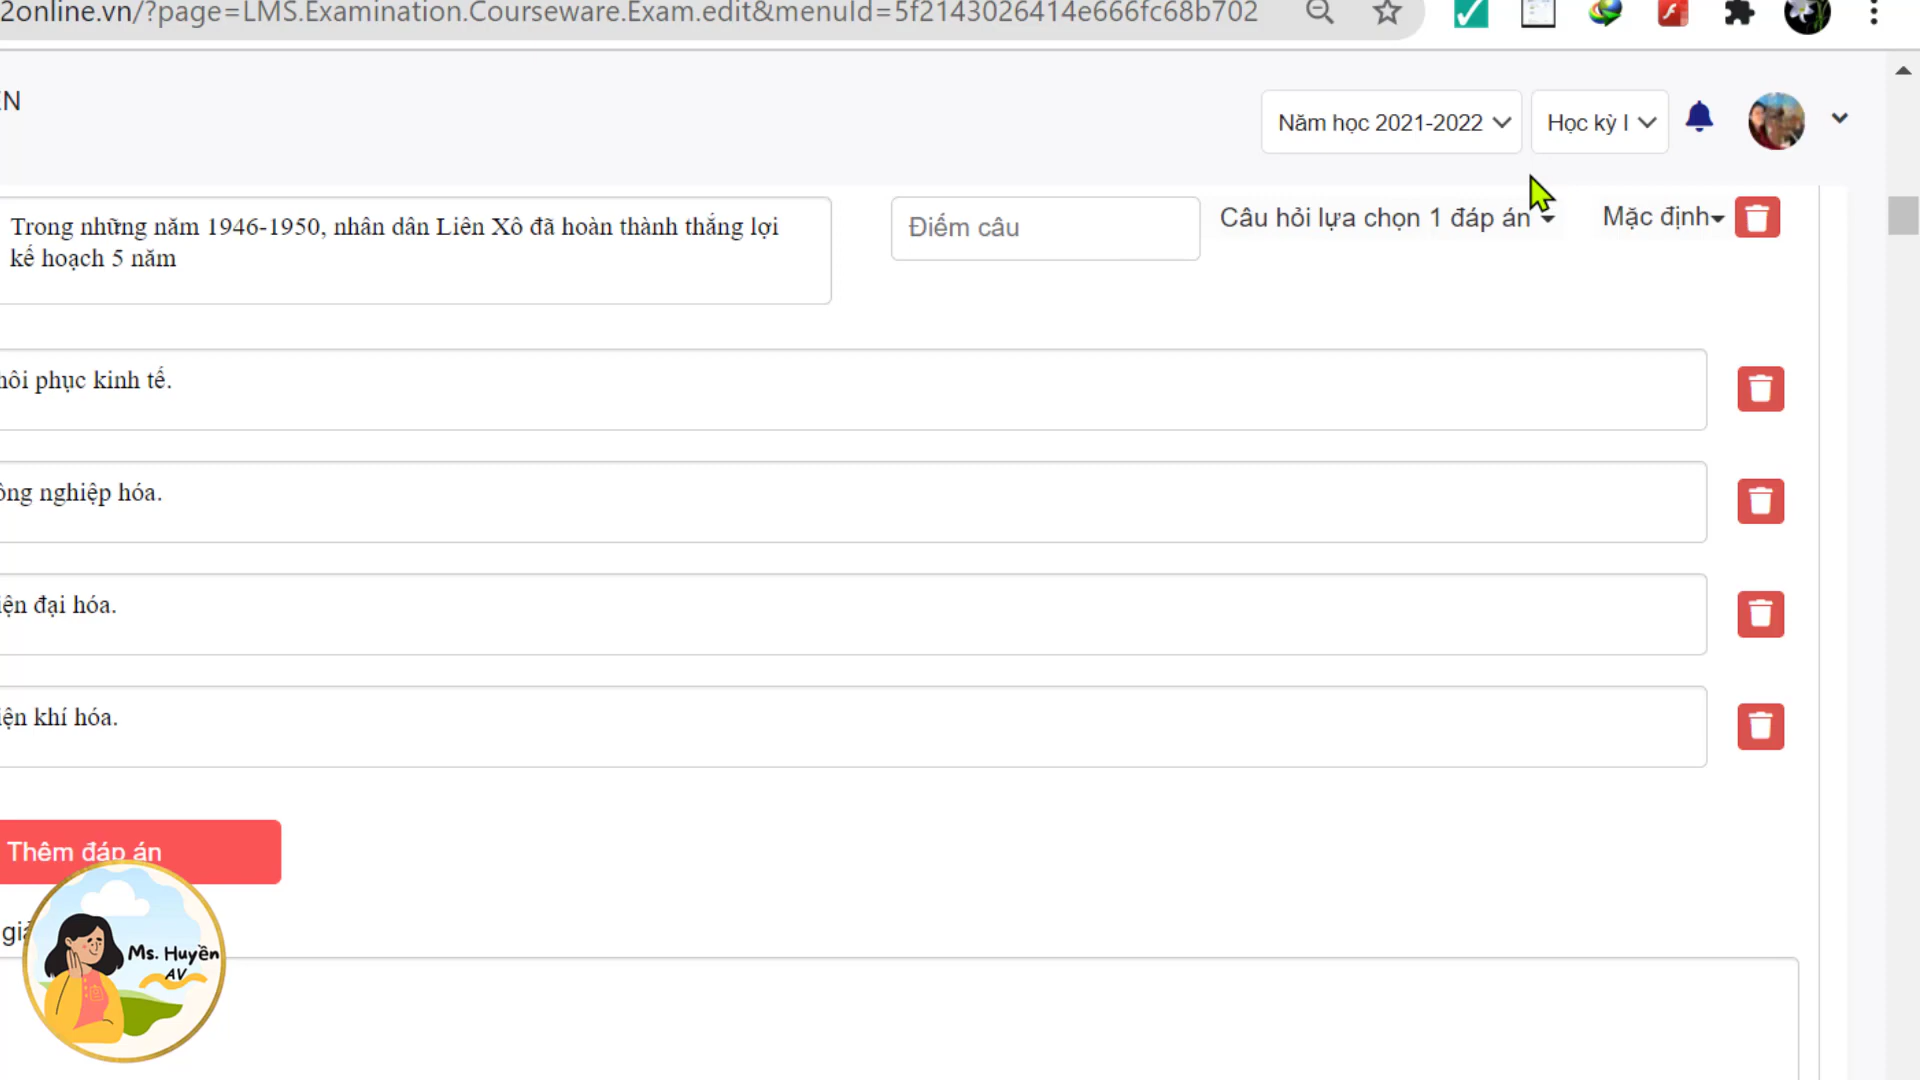 2online.vn/?page=LMS.Examination.Courseware.Exam.edit&menuId=5f2143026414e666fc68b702
EN
Năm học 2021-2022
Học kỳ I
Trong những năm 1946-1950, nhân dân Liên Xô đã hoàn thành thắng lợi
kế hoạch 5 năm
Điểm câu
Câu hỏi lựa chọn 1 đáp án
Mặc định
hôi phục kinh tế.
ông nghiệp hóa.
iện đại hóa.
iện khí hóa.
Thêm đáp án
Ms. Huyền
AV